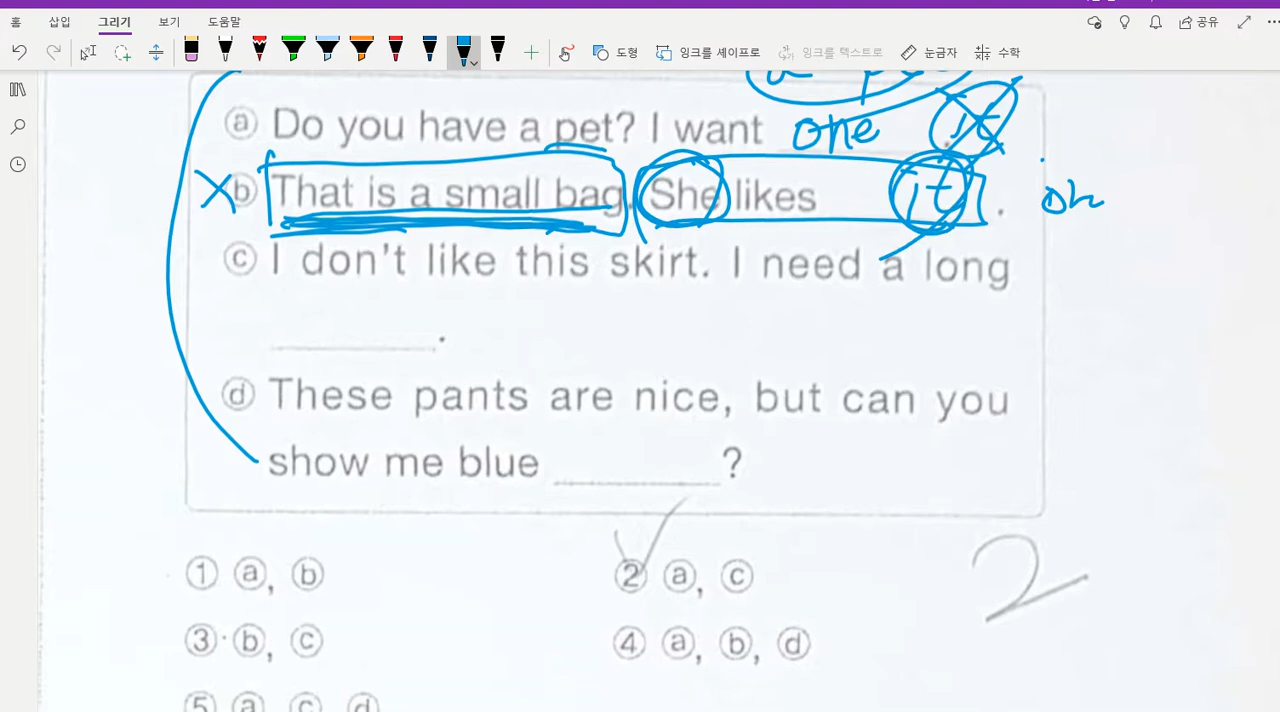 홈 삽입 그리기 보기 도움말 공유
도형 잉크를 셰이프로 잉크를 텍스트로 눈금자 수학
ⓐ Do you have a pet? I want one it.
X ⓑ That is a small bag. She likes it.
ⓒ I don't like this skirt. I need a long
.
ⓓ These pants are nice, but can you
show me blue ?
① ⓐ, ⓑ ② ⓐ, ⓒ
2
③ ⓑ, ⓒ ④ ⓐ, ⓑ, ⓓ
⑤ ⓐ, ⓒ, ⓓ